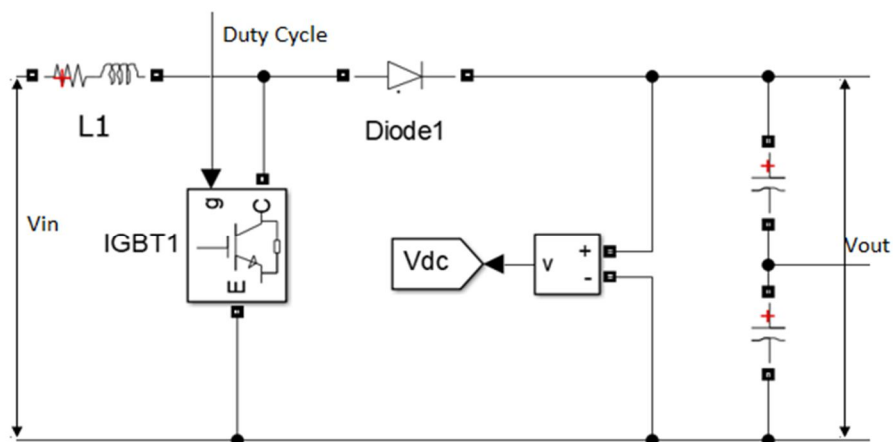 Duty Cycle
L1
Diode1
Vin
g
C
IGBT1
E
Vdc
v
+
-
Vout